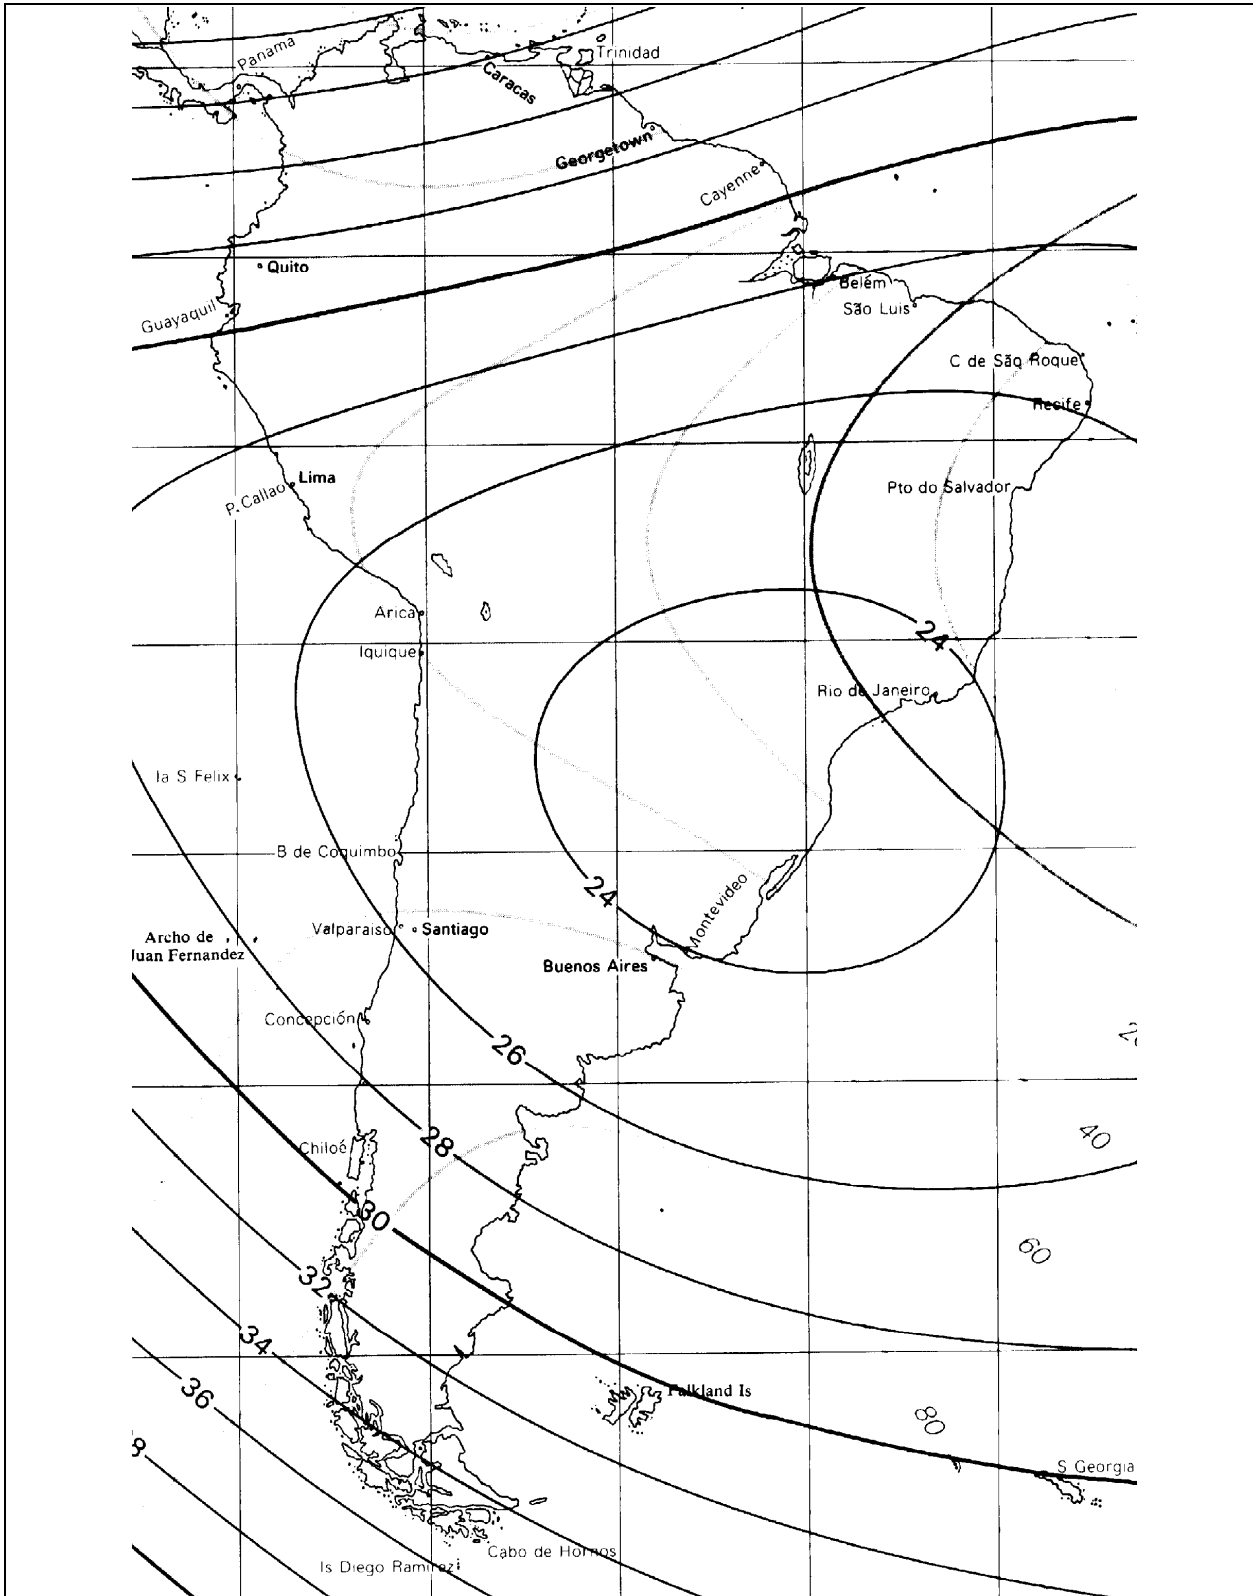 Panama
Trinidad
Caracas
Georgetown
Cayenne
Quito
Guayaquil
Belém
São Luis
C de São Roque
Recife
Lima
P. Callao
Pto do Salvador
Arica
24
Iquique
Rio de Janeiro
la S Felix
B de Coquimbo
24
Montevideo
Valparaiso
Santiago
Archo de
Juan Fernandez
Buenos Aires
Concepción
26
28
40
Chiloé
30
60
32
34
36
Falkland Is
80
S Georgia
Cabo de Hornos
Is Diego Ramirez